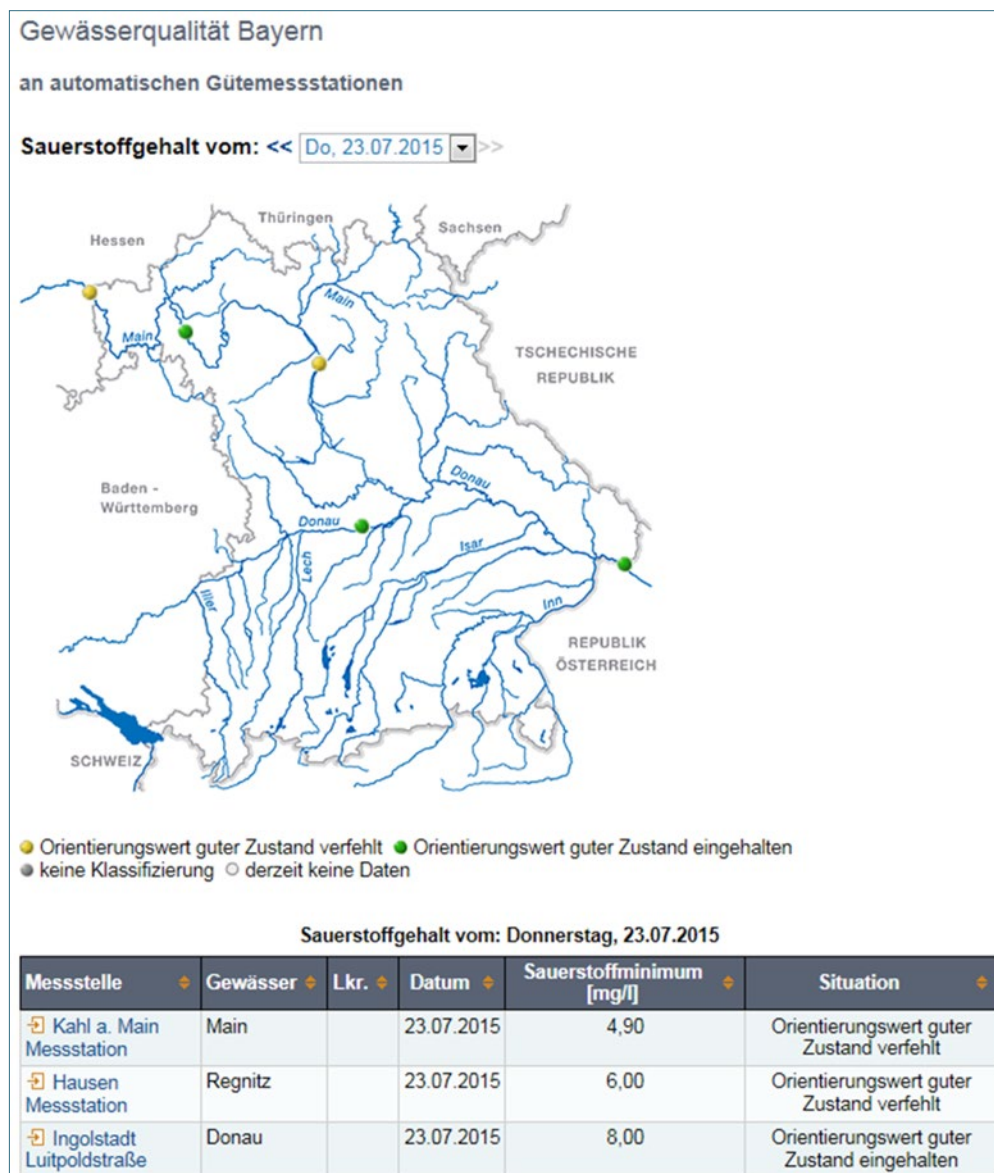 Gewässerqualität Bayern
an automatischen Gütemessstationen
Sauerstoffgehalt vom: << Do, 23.07.2015 >>
Thüringen
Sachsen
Hessen
Main
Main
TSCHECHISCHE
REPUBLIK
Donau
Baden -
Württemberg
Donau
Isar
Lech
Iller
Inn
REPUBLIK
ÖSTERREICH
SCHWEIZ
Orientierungswert guter Zustand verfehlt Orientierungswert guter Zustand eingehalten
keine Klassifizierung derzeit keine Daten
Sauerstoffgehalt vom: Donnerstag, 23.07.2015
Messstelle Gewässer Lkr. Datum Sauerstoffminimum [mg/l] Situation
Kahl a. Main Main 23.07.2015 4,90 Orientierungswert guter
Messstation Zustand verfehlt
Hausen Regnitz 23.07.2015 6,00 Orientierungswert guter
Messstation Zustand verfehlt
Ingolstadt Donau 23.07.2015 8,00 Orientierungswert guter
Luitpoldstraße Zustand eingehalten